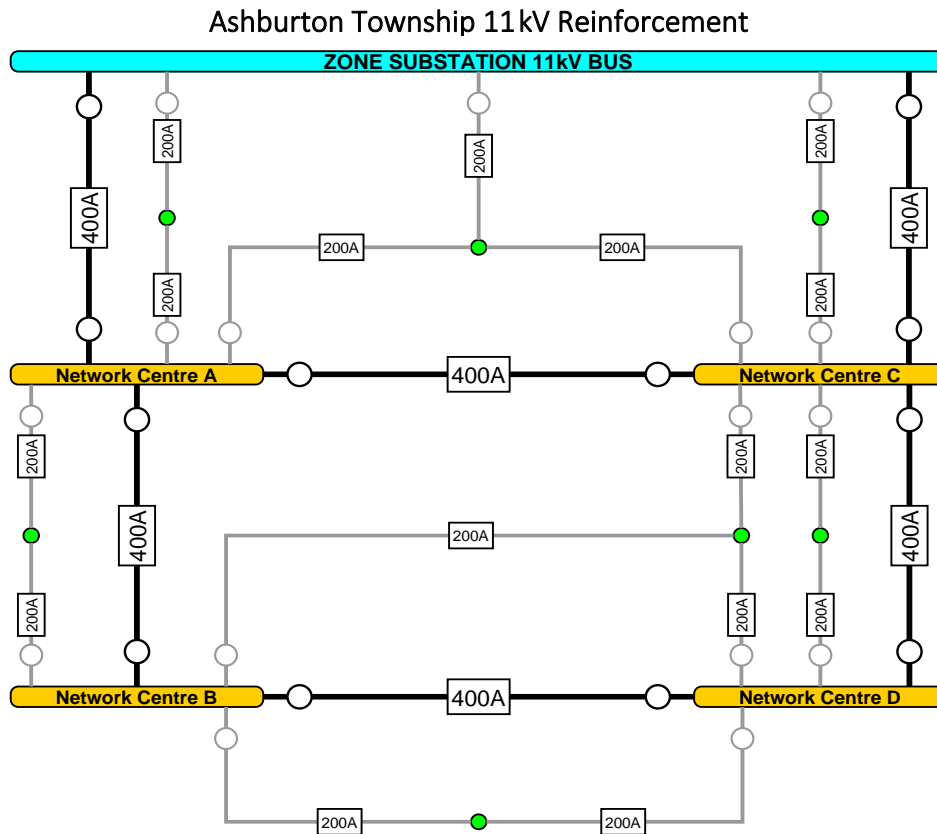 Ashburton Township 11kV Reinforcement
ZONE SUBSTATION 11kV BUS
200A
200A
200A
400A
400A
200A
200A
200A
200A
Network Centre A
400A
Network Centre C
200A
200A
200A
400A
200A
400A
200A
200A
200A
Network Centre B
400A
Network Centre D
200A
200A